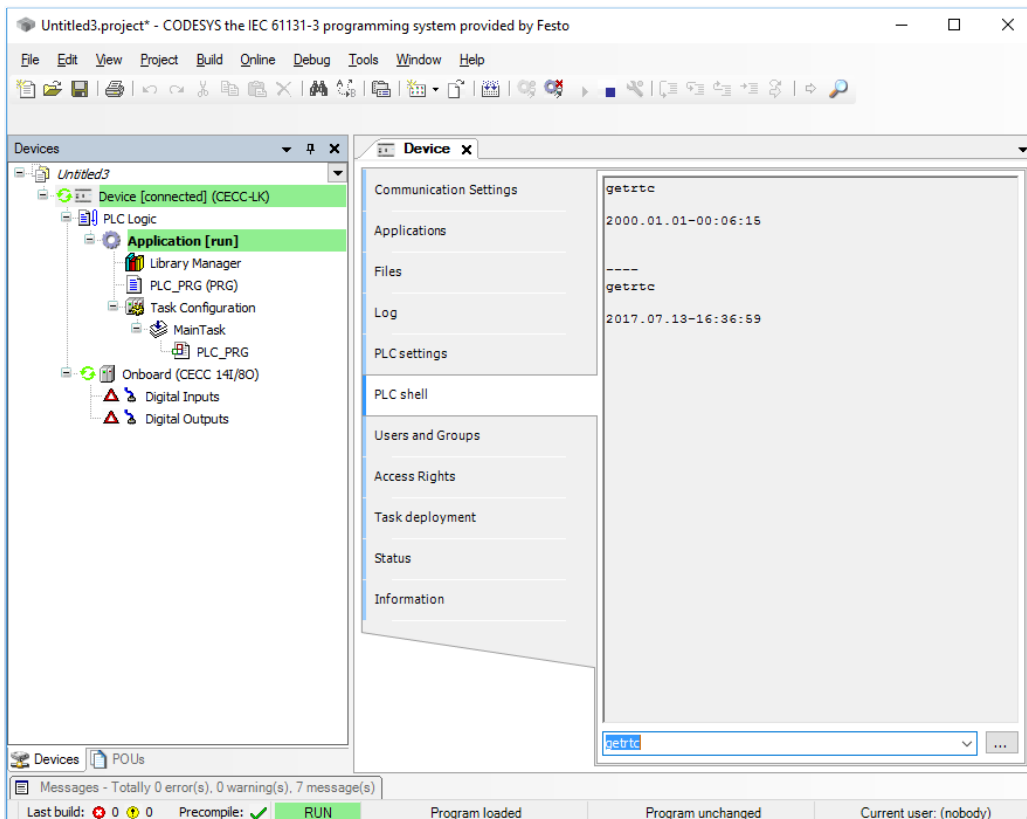 Untitled3.project* - CODESYS the IEC 61131-3 programming system provided by Festo
File Edit View Project Build Online Debug Tools Window Help
Devices
Untitled3
Device [connected] (CECC-LK)
PLC Logic
Application [run]
Library Manager
PLC_PRG (PRG)
Task Configuration
MainTask
PLC_PRG
Onboard (CECC 14I/8O)
Digital Inputs
Digital Outputs
Devices POUs
Device
Communication Settings
Applications
Files
Log
PLC settings
PLC shell
Users and Groups
Access Rights
Task deployment
Status
Information
getrtc
2000.01.01-00:06:15
----
getrtc
2017.07.13-16:36:59
getrtc
...
Messages - Totally 0 error(s), 0 warning(s), 7 message(s)
Last build: 0 0 Precompile: RUN Program loaded Program unchanged Current user: (nobody)